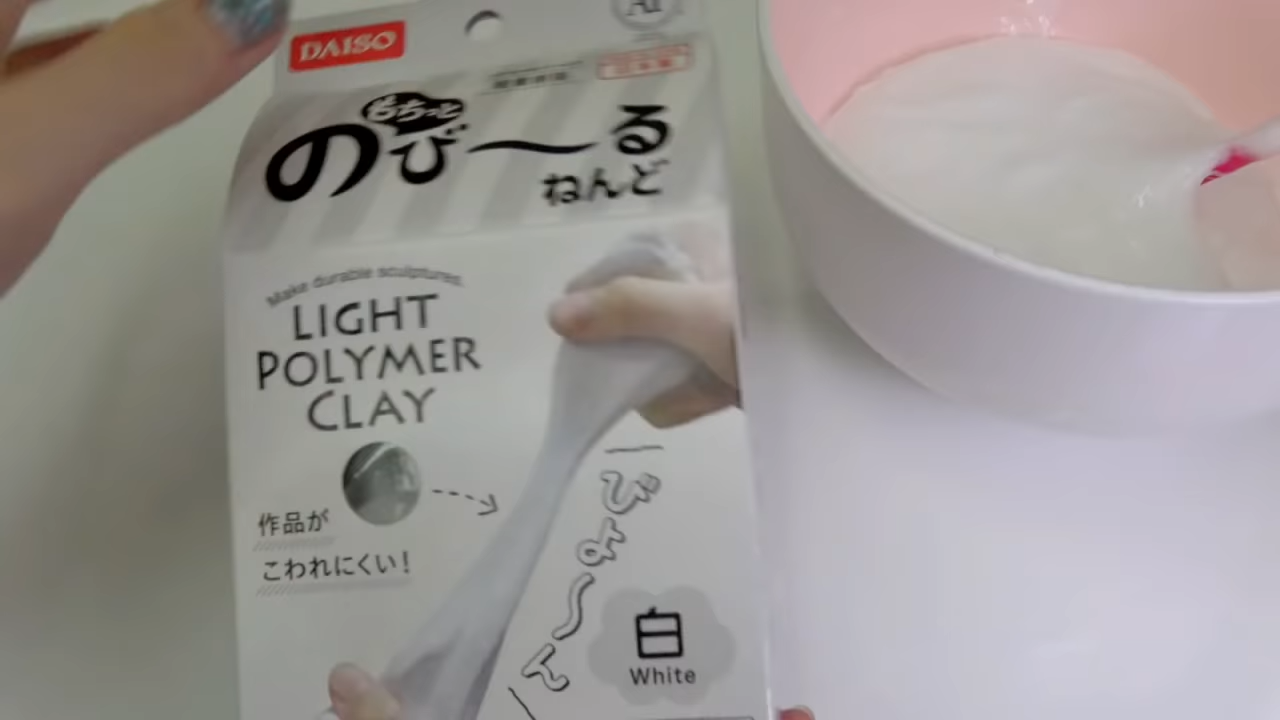 DAISO
もちっと
のび～る
ねんど
Make durable sculptures.
LIGHT
POLYMER
CLAY
作品が
こわれにくい!
びよ～ん
白
White